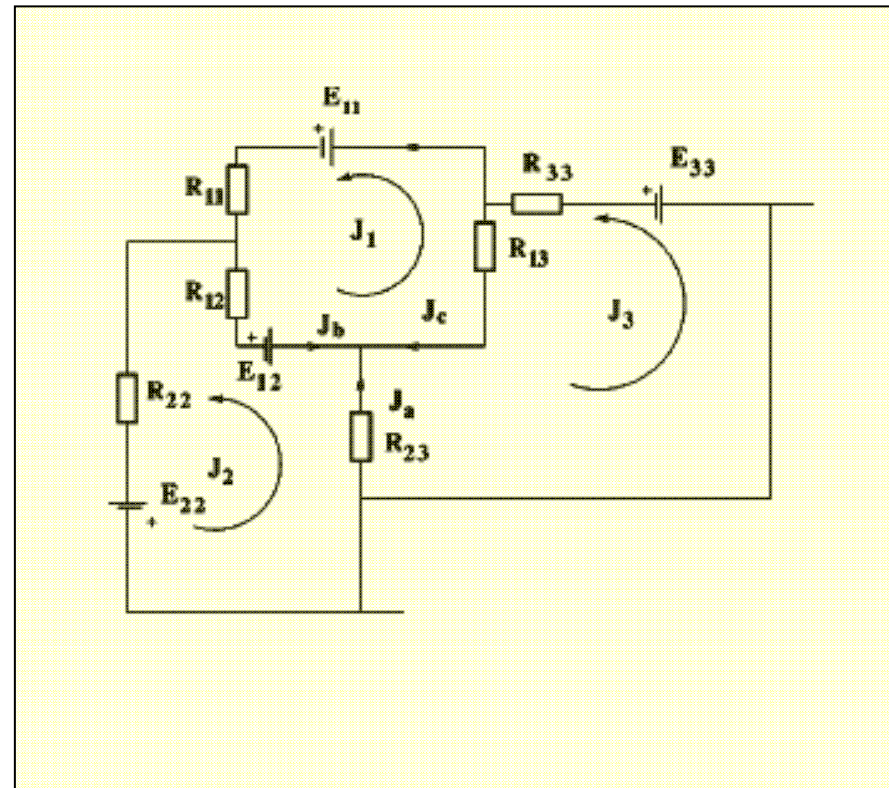 E11
+
R33
E33
+
R11
J1
R13
R12
Jb
Jc
J3
+
E12
R22
Ja
R23
J2
E22
+